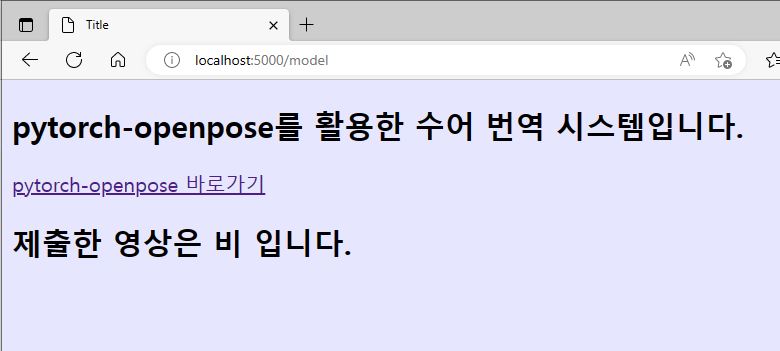 Title
localhost:5000/model
pytorch-openpose를 활용한 수어 번역 시스템입니다.
pytorch-openpose 바로가기
제출한 영상은 비 입니다.